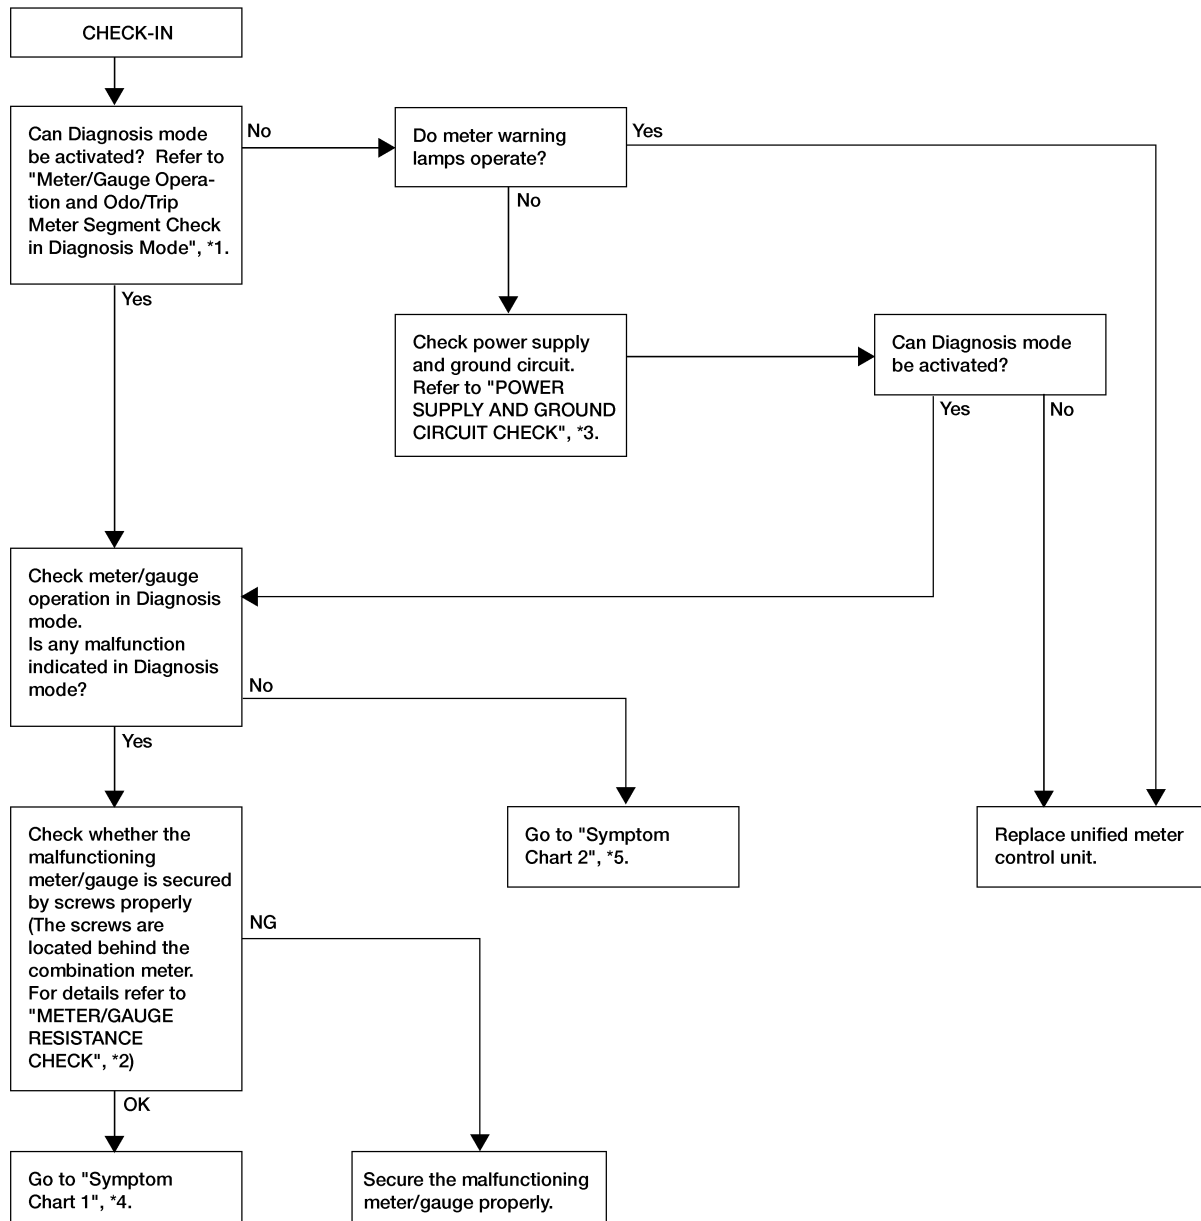 CHECK-IN
Can Diagnosis mode
be activated? Refer to
"Meter/Gauge Opera-
tion and Odo/Trip
Meter Segment Check
in Diagnosis Mode", *1.
No
Do meter warning
lamps operate?
Yes
No
Yes
Check power supply
and ground circuit.
Refer to "POWER
SUPPLY AND GROUND
CIRCUIT CHECK", *3.
Can Diagnosis mode
be activated?
Yes
No
Check meter/gauge
operation in Diagnosis
mode.
Is any malfunction
indicated in Diagnosis
mode?
No
Yes
Check whether the
malfunctioning
meter/gauge is secured
by screws properly
(The screws are
located behind the
combination meter.
For details refer to
"METER/GAUGE
RESISTANCE
CHECK", *2)
NG
Go to "Symptom
Chart 2", *5.
Replace unified meter
control unit.
OK
Go to "Symptom
Chart 1", *4.
Secure the malfunctioning
meter/gauge properly.